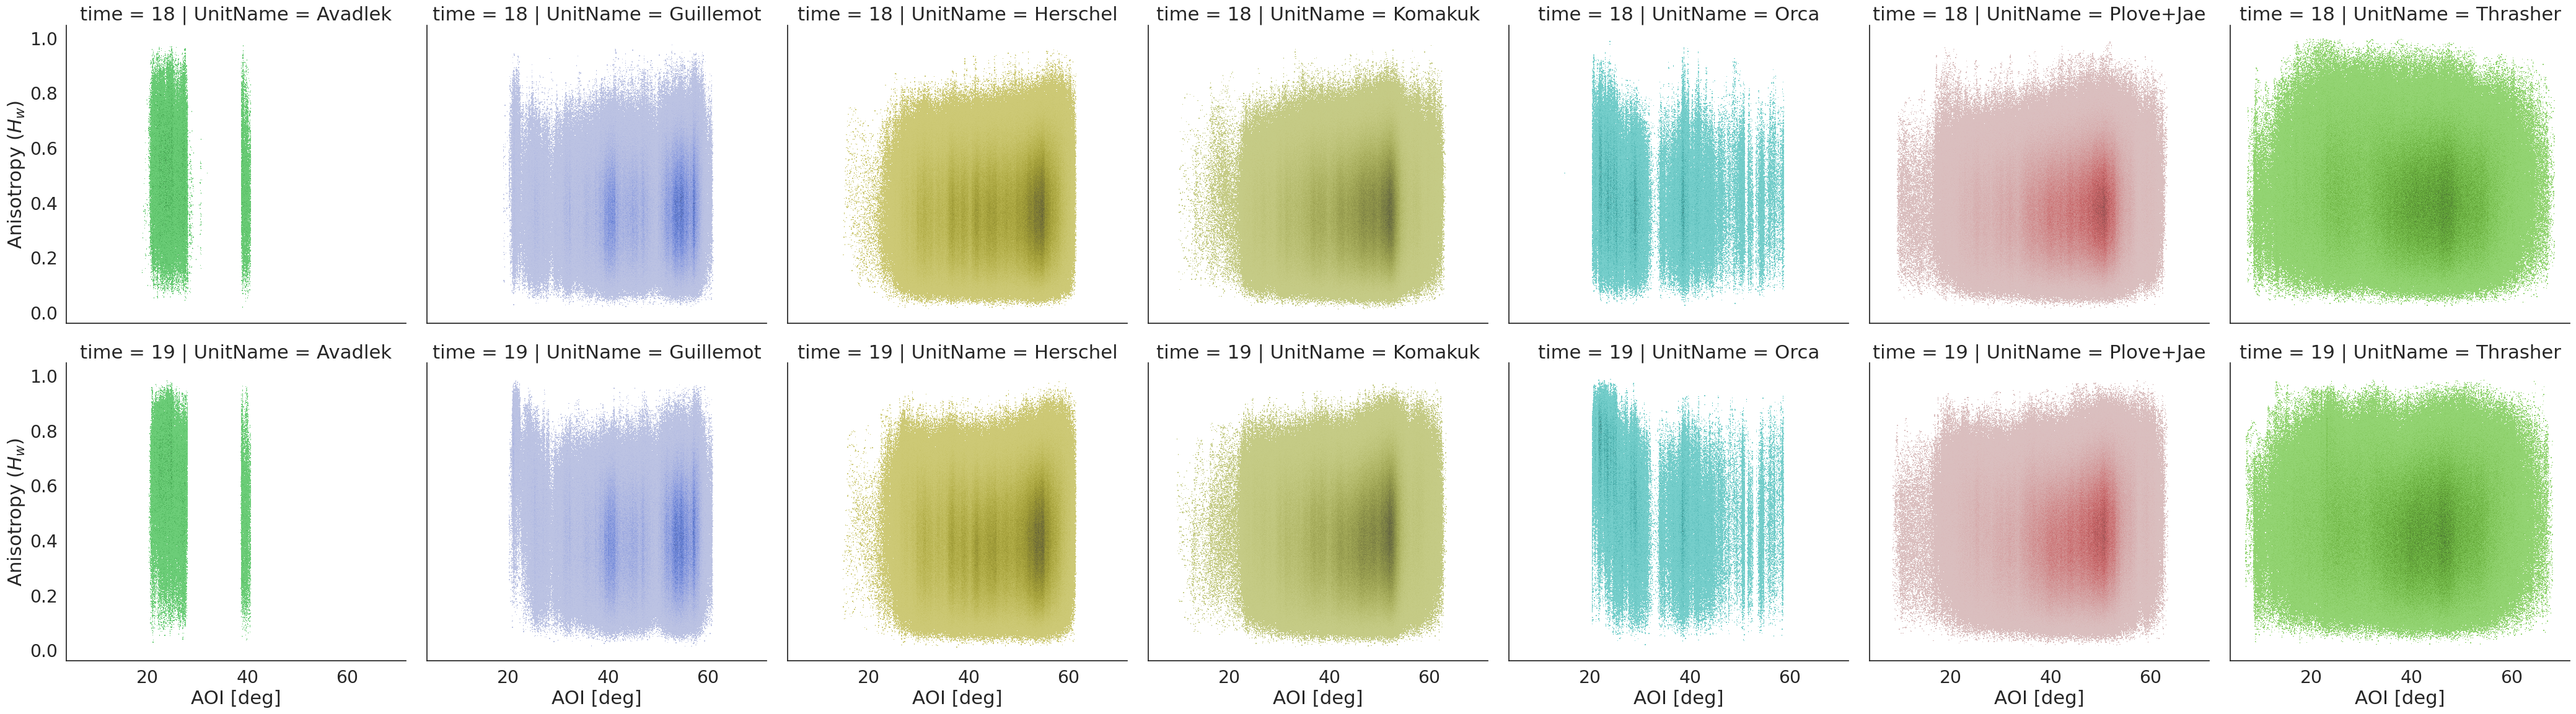 time = 18 | UnitName = Avadlek
time = 18 | UnitName = Guillemot
time = 18 | UnitName = Herschel
time = 18 | UnitName = Komakuk
time = 18 | UnitName = Orca
time = 18 | UnitName = Plove+Jae
time = 18 | UnitName = Thrasher
1.0
0.8
0.6
0.4
0.2
0.0
Anisotropy (H_w)
time = 19 | UnitName = Avadlek
time = 19 | UnitName = Guillemot
time = 19 | UnitName = Herschel
time = 19 | UnitName = Komakuk
time = 19 | UnitName = Orca
time = 19 | UnitName = Plove+Jae
time = 19 | UnitName = Thrasher
1.0
0.8
0.6
0.4
0.2
0.0
Anisotropy (H_w)
20 40 60
20 40 60
20 40 60
20 40 60
20 40 60
20 40 60
20 40 60
AOI [deg]
AOI [deg]
AOI [deg]
AOI [deg]
AOI [deg]
AOI [deg]
AOI [deg]